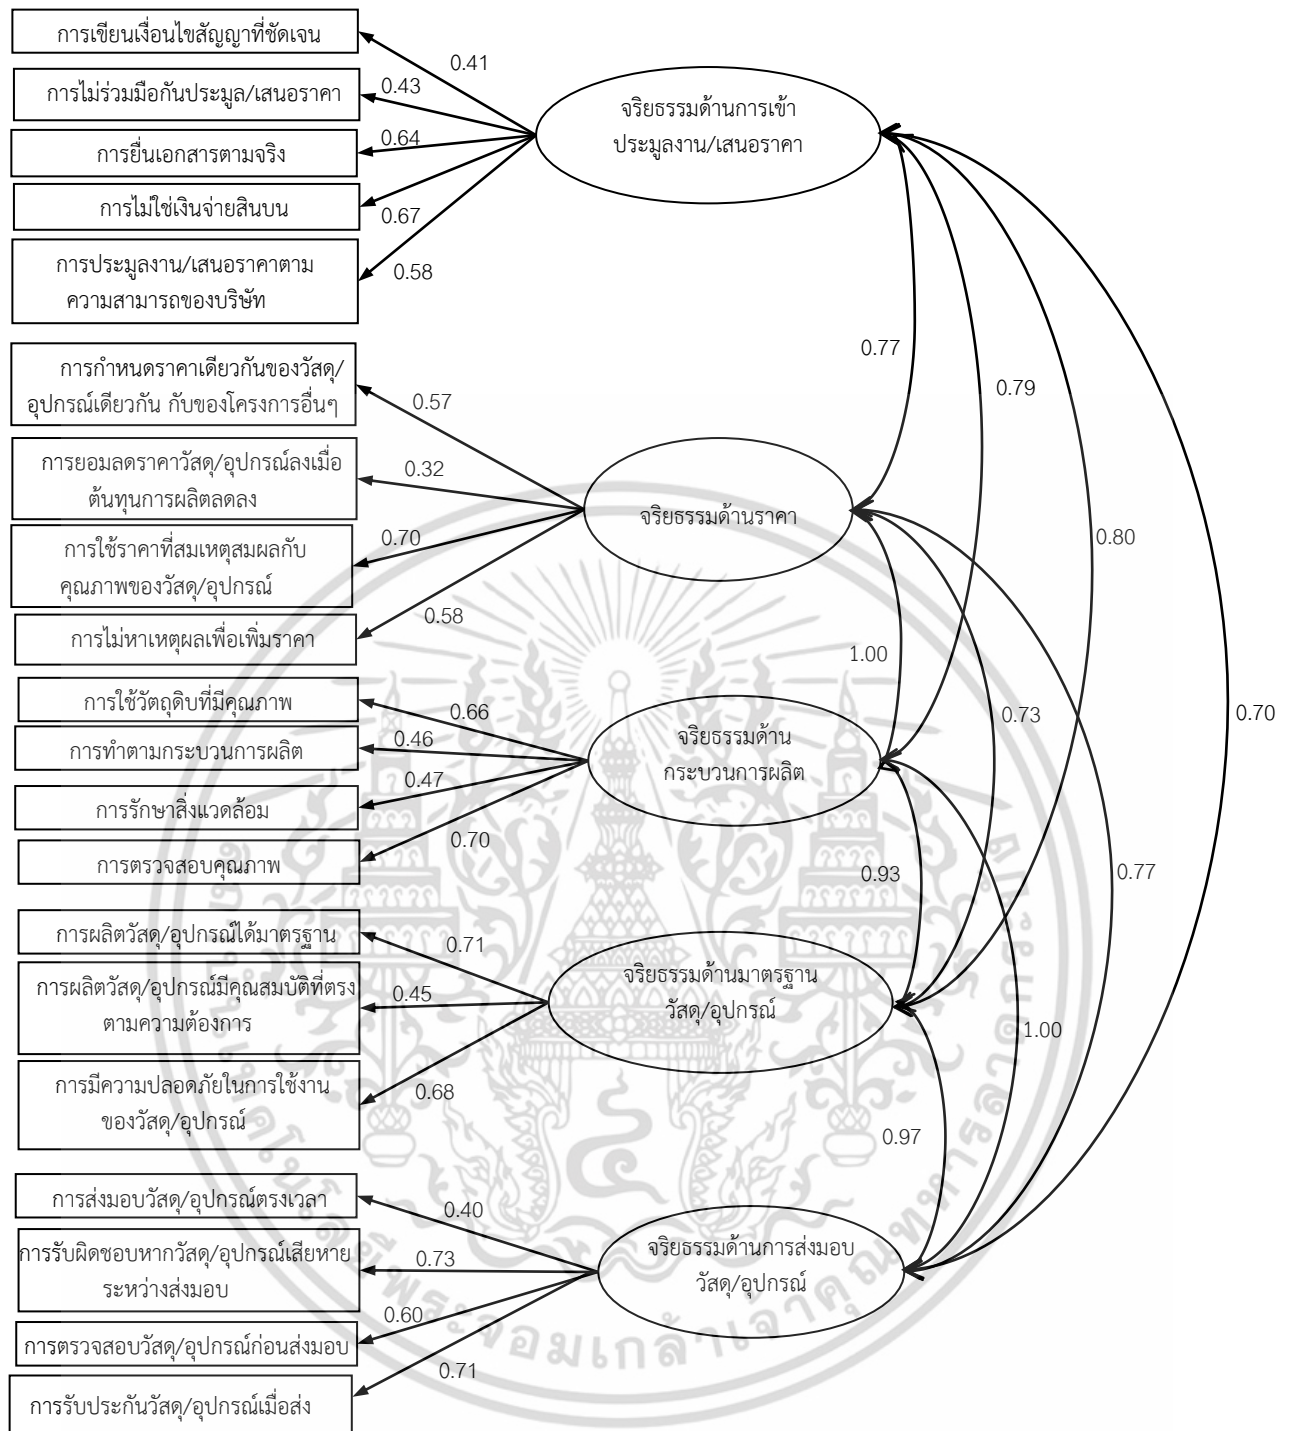 การเขียนเงื่อนไขสัญญาที่ชัดเจน
0.41
การไม่ร่วมมือกันประมูล/เสนอราคา
0.43
จริยธรรมด้านการเข้า
ประมูลงาน/เสนอราคา
การยื่นเอกสารตามจริง
0.64
การไม่ใช่เงินจ่ายสินบน
0.67
การประมูลงาน/เสนอราคาตาม
ความสามารถของบริษัท
0.58
0.77
0.79
การกำหนดราคาเดียวกันของวัสดุ/
อุปกรณ์เดียวกัน กับของโครงการอื่นๆ
0.57
การยอมลดราคาวัสดุ/อุปกรณ์ลงเมื่อ
ต้นทุนการผลิตลดลง
0.32
จริยธรรมด้านราคา
0.80
การใช้ราคาที่สมเหตุสมผลกับ
คุณภาพของวัสดุ/อุปกรณ์
0.70
การไม่หาเหตุผลเพื่อเพิ่มราคา
0.58
1.00
0.73
0.70
การใช้วัตถุดิบที่มีคุณภาพ
0.66
การทำตามกระบวนการผลิต
0.46
จริยธรรมด้าน
กระบวนการผลิต
การรักษาสิ่งแวดล้อม
0.47
การตรวจสอบคุณภาพ
0.70
0.93
0.77
การผลิตวัสดุ/อุปกรณ์ได้มาตรฐาน
0.71
การผลิตวัสดุ/อุปกรณ์มีคุณสมบัติที่ตรง
ตามความต้องการ
0.45
จริยธรรมด้านมาตรฐาน
วัสดุ/อุปกรณ์
1.00
การมีความปลอดภัยในการใช้งาน
ของวัสดุ/อุปกรณ์
0.68
0.97
การส่งมอบวัสดุ/อุปกรณ์ตรงเวลา
0.40
การรับผิดชอบหากวัสดุ/อุปกรณ์เสียหาย
ระหว่างส่งมอบ
0.73
จริยธรรมด้านการส่งมอบ
วัสดุ/อุปกรณ์
การตรวจสอบวัสดุ/อุปกรณ์ก่อนส่งมอบ
0.60
การรับประกันวัสดุ/อุปกรณ์เมื่อส่ง
0.71
พระจอมเกล้าเจ้าคุณทหารลาดกระบัง